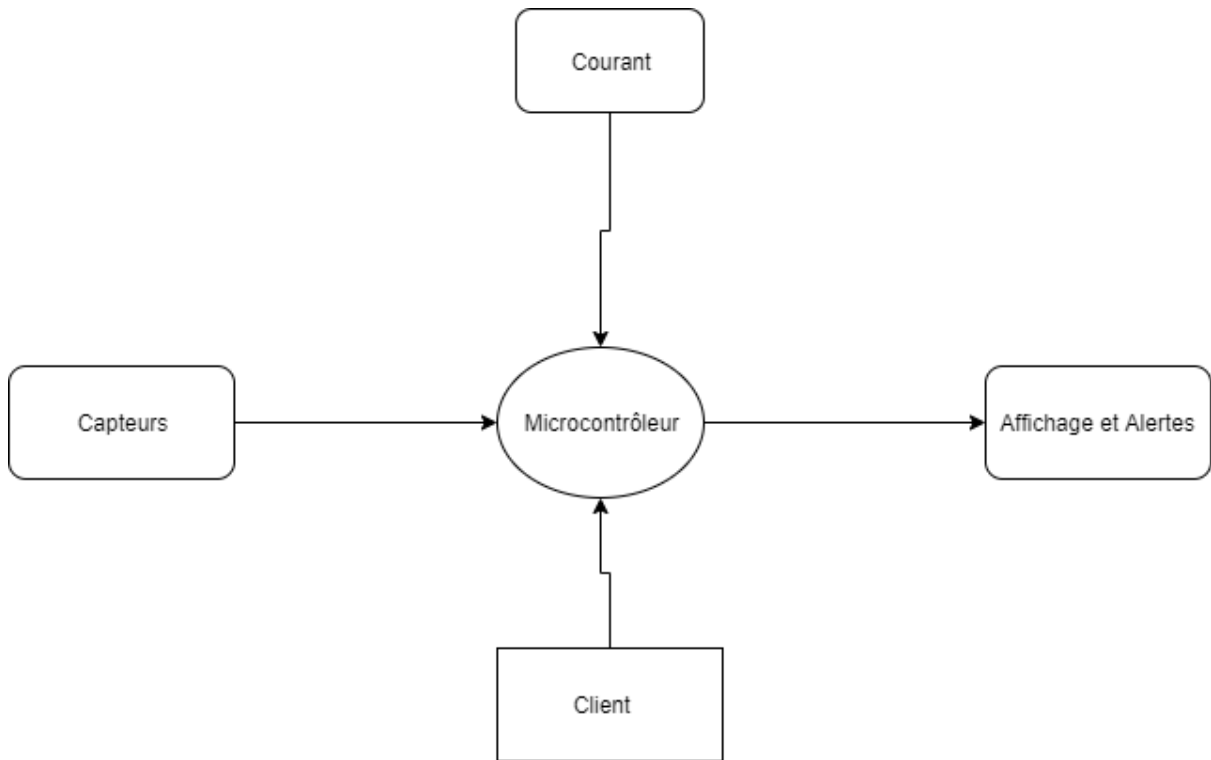 Courant
Capteurs
Microcontrôleur
Affichage et Alertes
Client